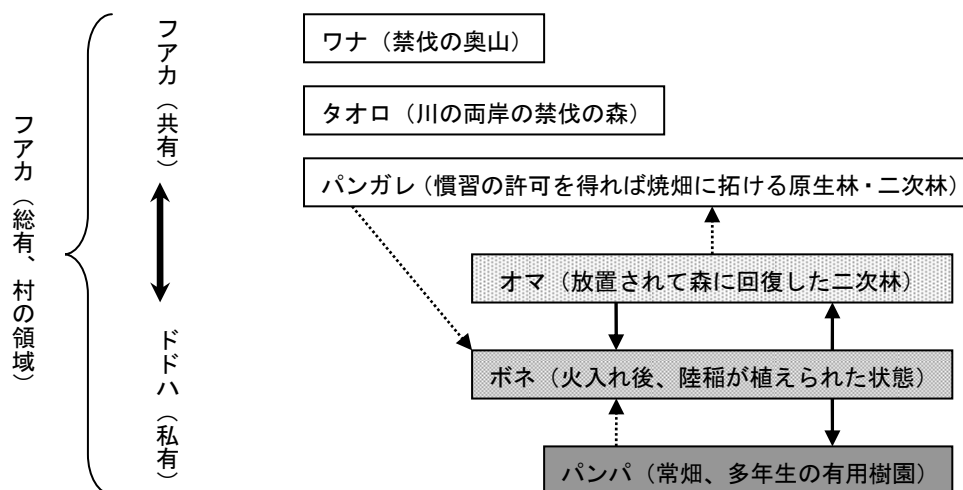 フアカ（総有、村の領域）
フアカ（共有）
ドドハ（私有）
ワナ（禁伐の奥山）
タオロ（川の両岸の禁伐の森）
パンガレ（慣習の許可を得れば焼畑に拓ける原生林・二次林）
オマ（放置されて森に回復した二次林）
ボネ（火入れ後、陸稲が植えられた状態）
パンパ（常畑、多年生の有用樹園）